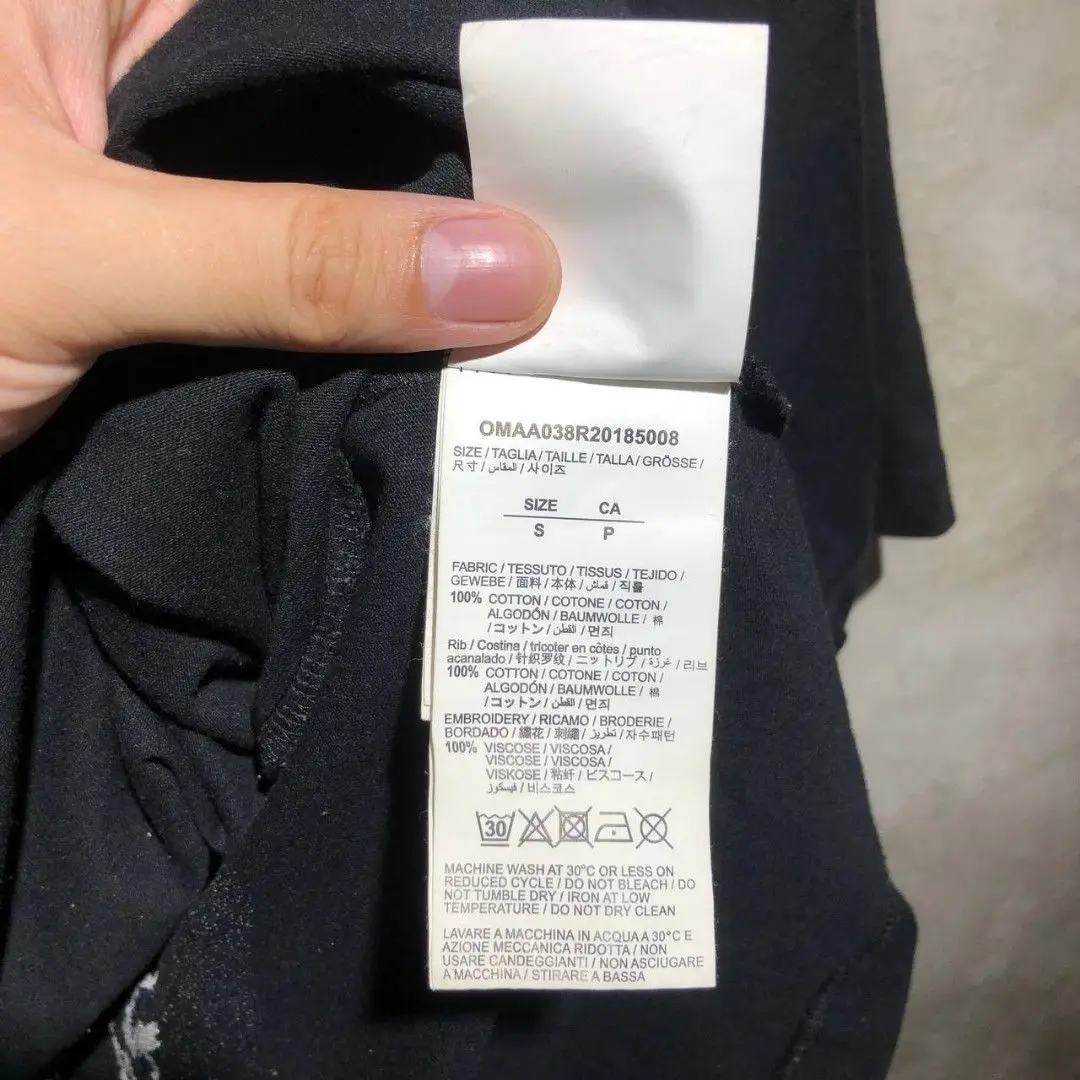 OMAA038R20185008
SIZE / TAGLIA / TAILLE / TALLA / GRÖSSE /
尺寸 / المقاس / 사이즈
SIZE CA
S P
FABRIC / TESSUTO / TISSUS / TEJIDO /
GEWEBE / 面料 / 本体 / قماش / 직물
100% COTTON / COTONE / COTON /
ALGODÓN / BAUMWOLLE / 棉
/ コットン / القطن / 면직
Rib / Costina / tricoter en côtes / punto
acanalado / 针织罗纹 / ニットリブ / غرزة / 리브
100% COTTON / COTONE / COTON /
ALGODÓN / BAUMWOLLE / 棉
/ コットン / القطن / 면직
EMBROIDERY / RICAMO / BRODERIE /
BORDADO / 繡花 / 刺繍 / تطريز / 자수패턴
100% VISCOSE / VISCOSA /
VISCOSE / VISCOSA /
VISKOSE / 粘纤 / ビスコース /
فيسكوز / 비스코스
30
MACHINE WASH AT 30°C OR LESS ON
REDUCED CYCLE / DO NOT BLEACH / DO
NOT TUMBLE DRY / IRON AT LOW
TEMPERATURE / DO NOT DRY CLEAN
LAVARE A MACCHINA IN ACQUA A 30°C E
AZIONE MECCANICA RIDOTTA / NON
USARE CANDEGGIANTI / NON ASCIUGARE
A MACCHINA / STIRARE A BASSA